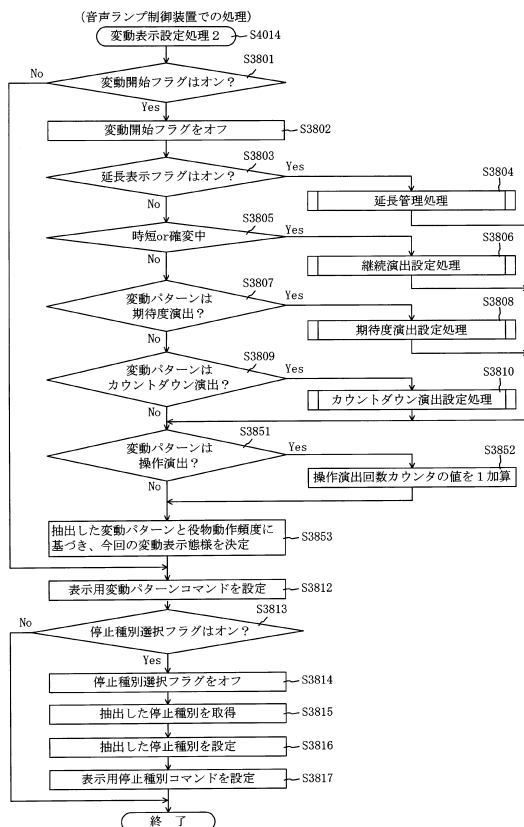 (音声ランプ制御装置での処理)
変動表示設定処理2
S4014
S3801
変動開始フラグはオン?
No
Yes
変動開始フラグをオフ
S3802
S3803
延長表示フラグはオン?
Yes
No
S3804
延長管理処理
S3805
時短or確変中
Yes
No
S3806
継続演出設定処理
S3807
変動パターンは
期待度演出?
Yes
No
S3808
期待度演出設定処理
S3809
変動パターンは
カウントダウン演出?
Yes
No
S3810
カウントダウン演出設定処理
S3851
変動パターンは
操作演出?
Yes
No
S3852
操作演出回数カウンタの値を1加算
抽出した変動パターンと役物動作頻度に
基づき、今回の変動表示態様を決定
S3853
表示用変動パターンコマンドを設定
S3812
S3813
停止種別選択フラグはオン?
No
Yes
停止種別選択フラグをオフ
S3814
抽出した停止種別を取得
S3815
抽出した停止種別を設定
S3816
表示用停止種別コマンドを設定
S3817
終 了